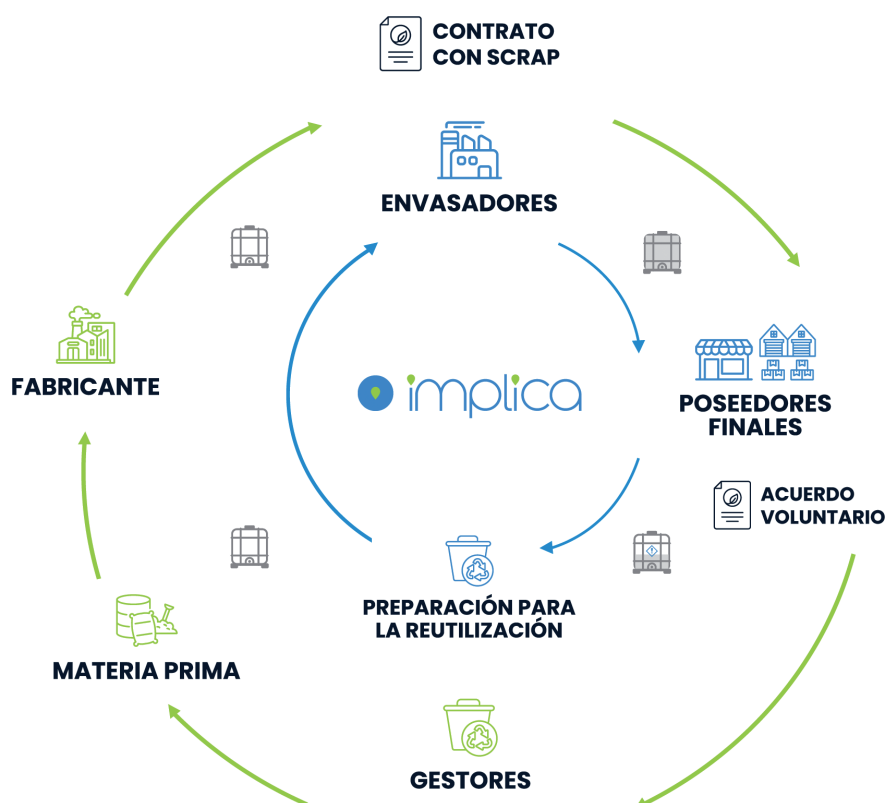 CONTRATO
CON SCRAP
ENVASADORES
FABRICANTE
implica
POSEEDORES
FINALES
ACUERDO
VOLUNTARIO
PREPARACIÓN PARA
LA REUTILIZACIÓN
MATERIA PRIMA
GESTORES